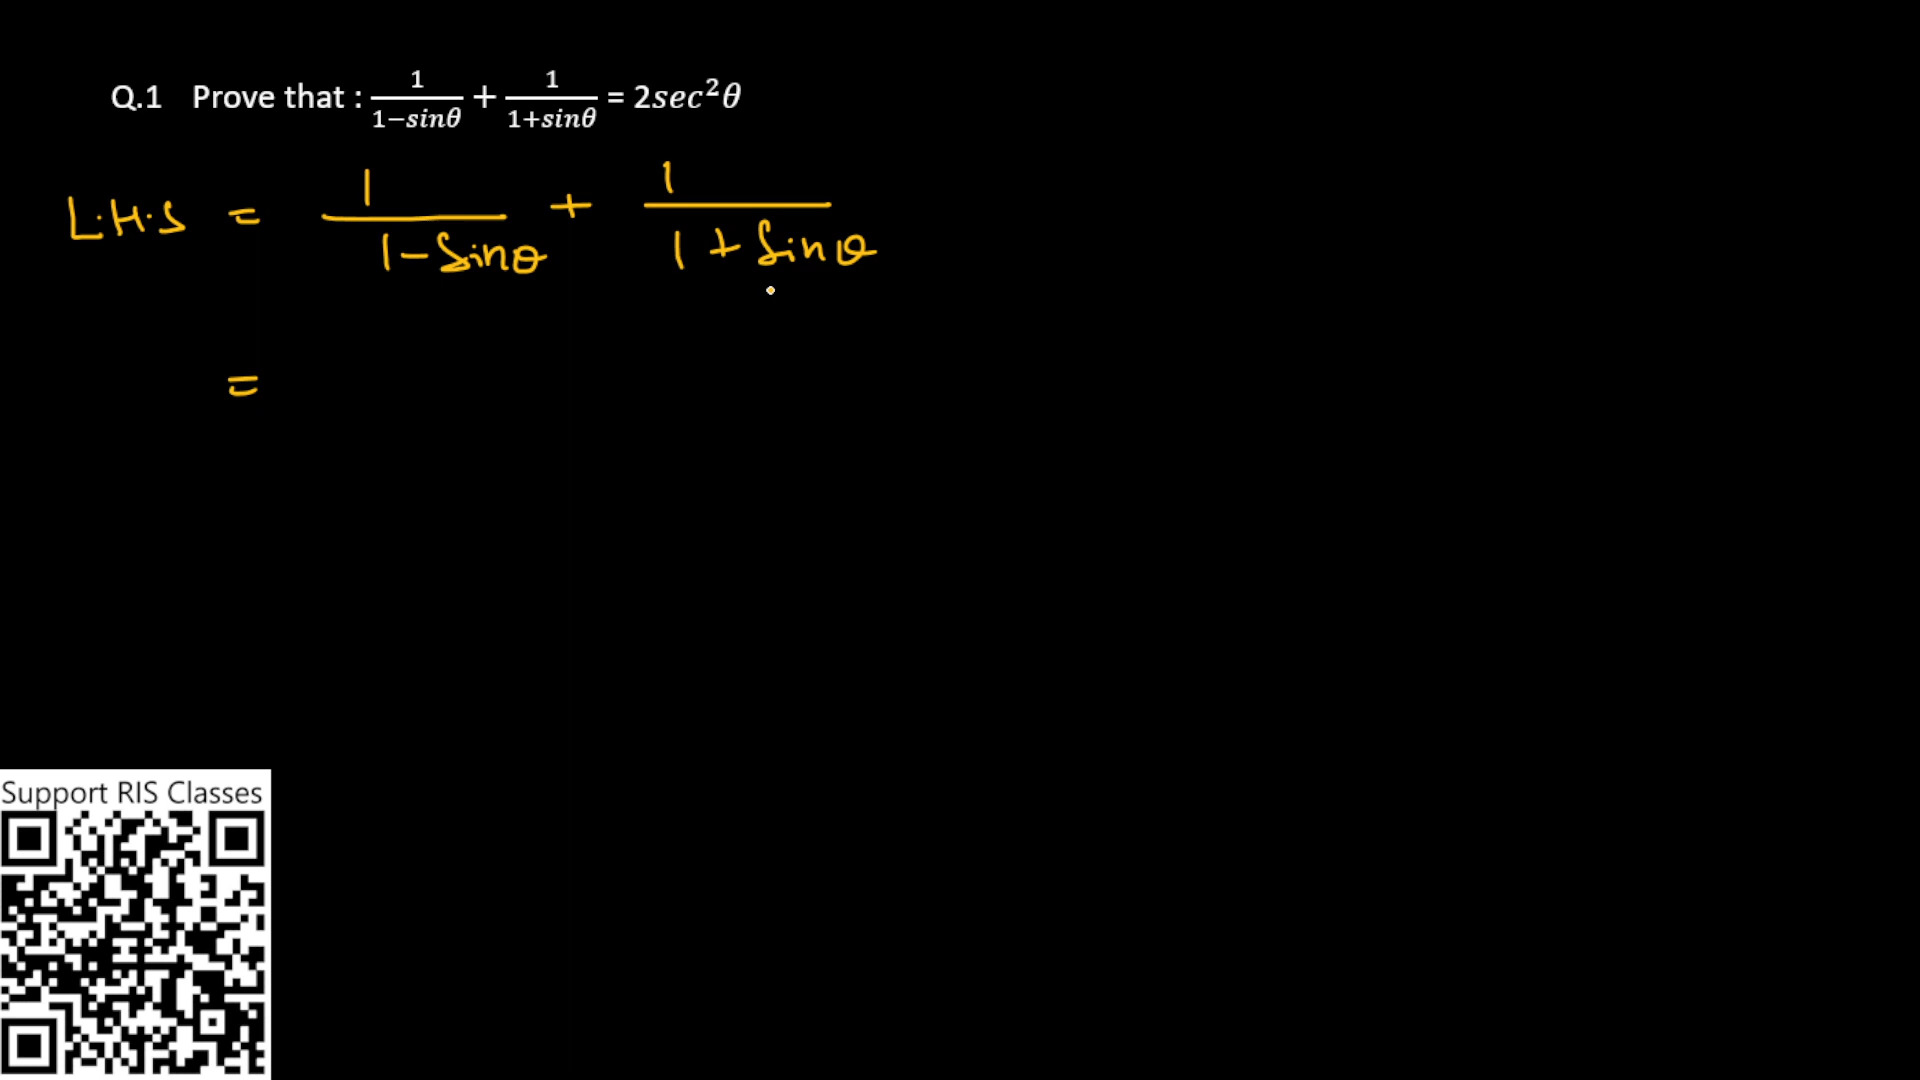 Q.1 Prove that : 1/(1−sinθ) + 1/(1+sinθ) = 2sec²θ
L.H.S = 1/(1-Sinθ) + 1/(1+Sinθ)
=
Support RIS Classes